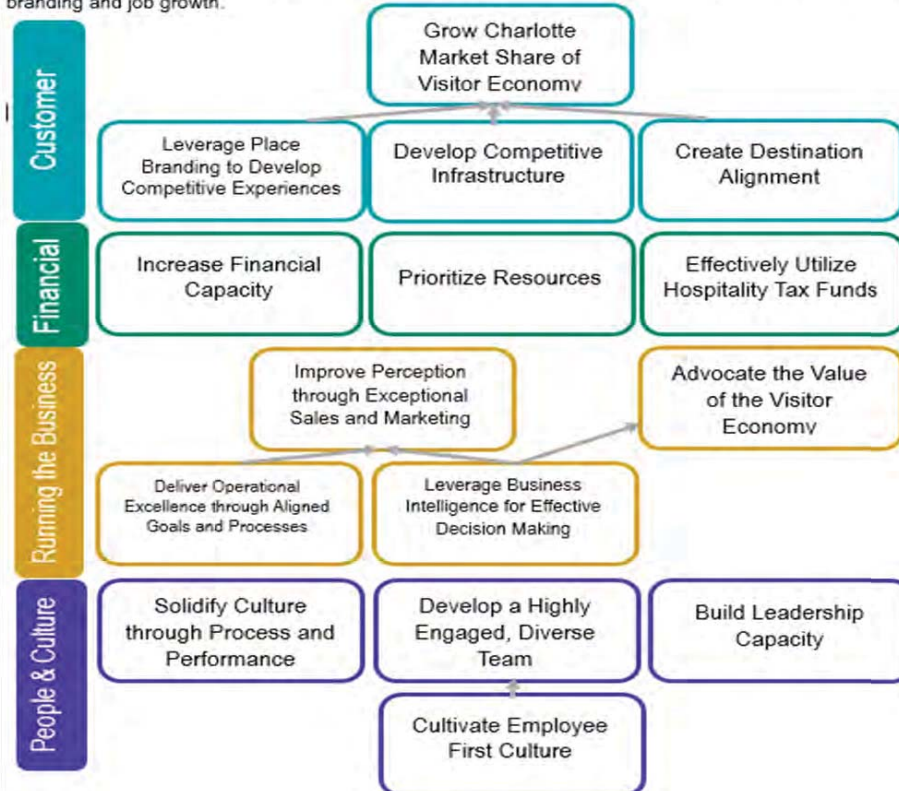 branding and job growth.
Customer
Grow Charlotte
Market Share of
Visitor Economy
Leverage Place
Branding to Develop
Competitive Experiences
Develop Competitive
Infrastructure
Create Destination
Alignment
Financial
Increase Financial
Capacity
Prioritize Resources
Effectively Utilize
Hospitality Tax Funds
Running the Business
Improve Perception
through Exceptional
Sales and Marketing
Advocate the Value
of the Visitor
Economy
Deliver Operational
Excellence through Aligned
Goals and Processes
Leverage Business
Intelligence for Effective
Decision Making
People & Culture
Solidify Culture
through Process and
Performance
Develop a Highly
Engaged, Diverse
Team
Build Leadership
Capacity
Cultivate Employee
First Culture